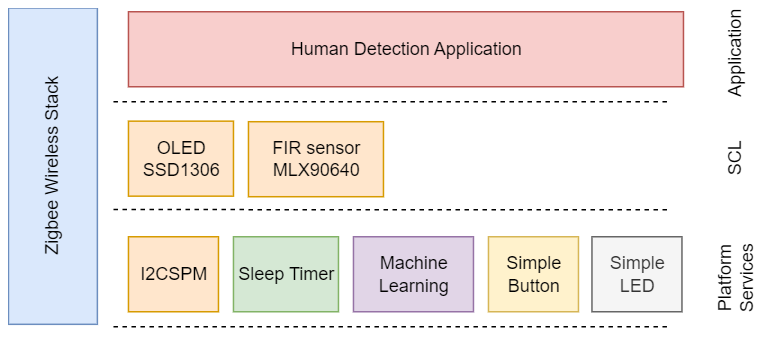 Zigbee Wireless Stack
Human Detection Application
Application
OLED
SSD1306
FIR sensor
MLX90640
SCL
I2CSPM
Sleep Timer
Machine
Learning
Simple
Button
Simple
LED
Platform
Services